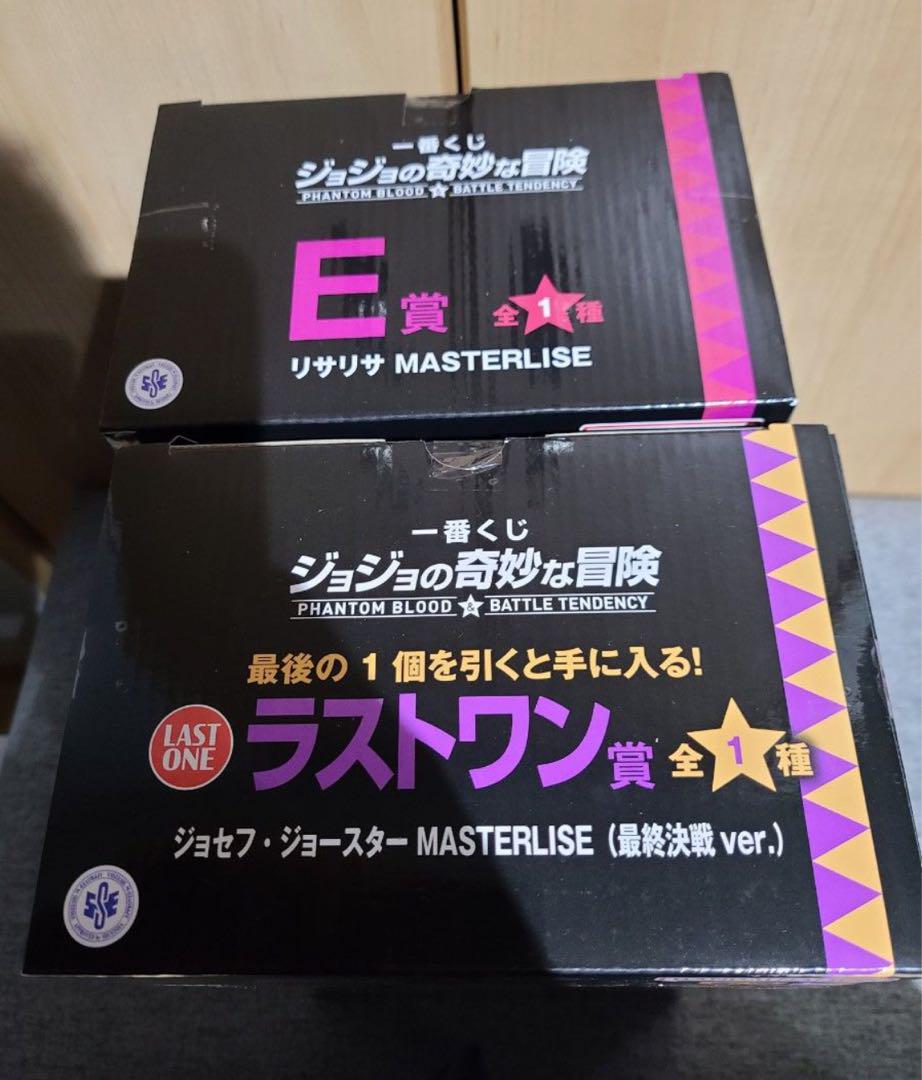 一番くじ
ジョジョの奇妙な冒険
PHANTOM BLOOD & BATTLE TENDENCY
E賞 全1種
リサリサ MASTERLISE
一番くじ
ジョジョの奇妙な冒険
PHANTOM BLOOD & BATTLE TENDENCY
最後の1個を引くと手に入る!
LAST ONE ラストワン賞 全1種
ジョセフ・ジョースター MASTERLISE(最終決戦 ver.)